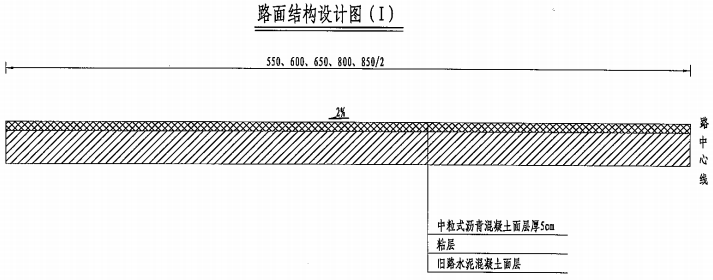 路面结构设计图(I)
550、600、650、800、850/2
2%
路中心线
中粒式沥青混凝土面层厚5cm
粘层
旧路水泥混凝土面层